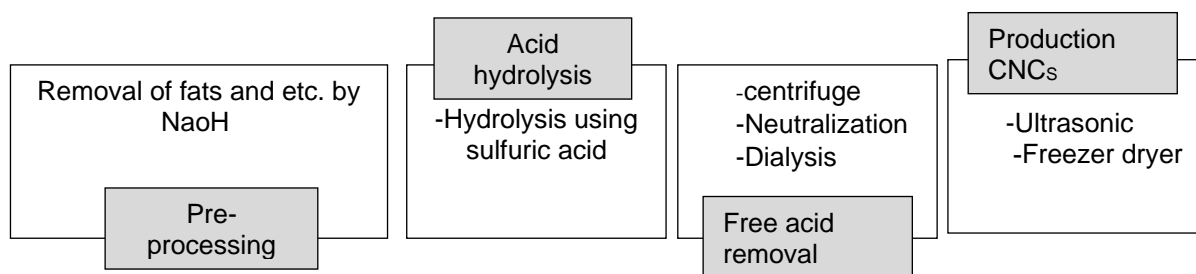 Removal of fats and etc. by
NaoH
Pre-
processing
Acid
hydrolysis
-Hydrolysis using
sulfuric acid
-centrifuge
-Neutralization
-Dialysis
Free acid
removal
Production
CNCs
-Ultrasonic
-Freezer dryer